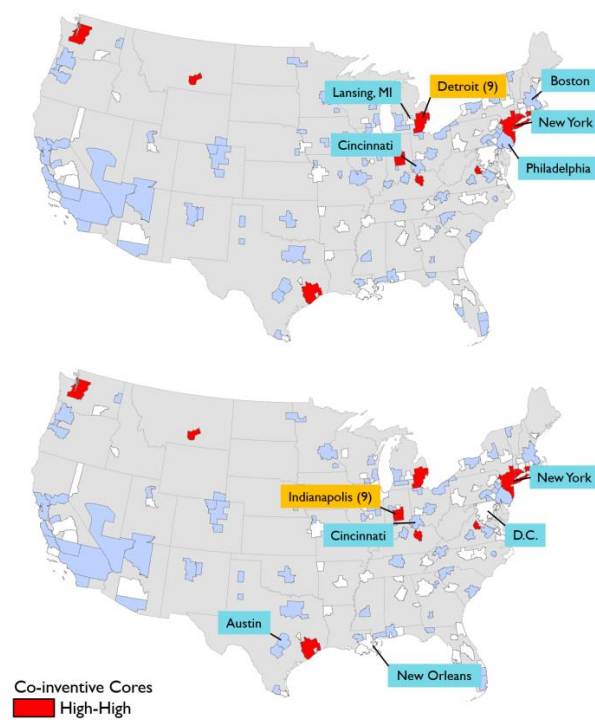 Boston
Lansing, MI
Detroit (9)
New York
Cincinnati
Philadelphia
New York
Indianapolis (9)
Cincinnati
D.C.
Austin
New Orleans
Co-inventive Cores
High-High